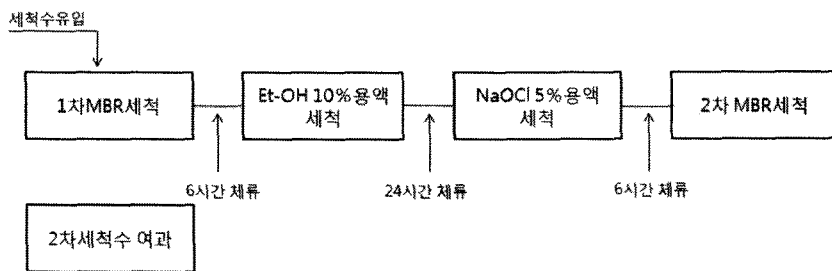 세척수유입
1차MBR세척
Et-OH 10%용액
세척
NaOCl 5%용액
세척
2차 MBR세척
6시간 체류
24시간 체류
6시간 체류
2차세척수 여과